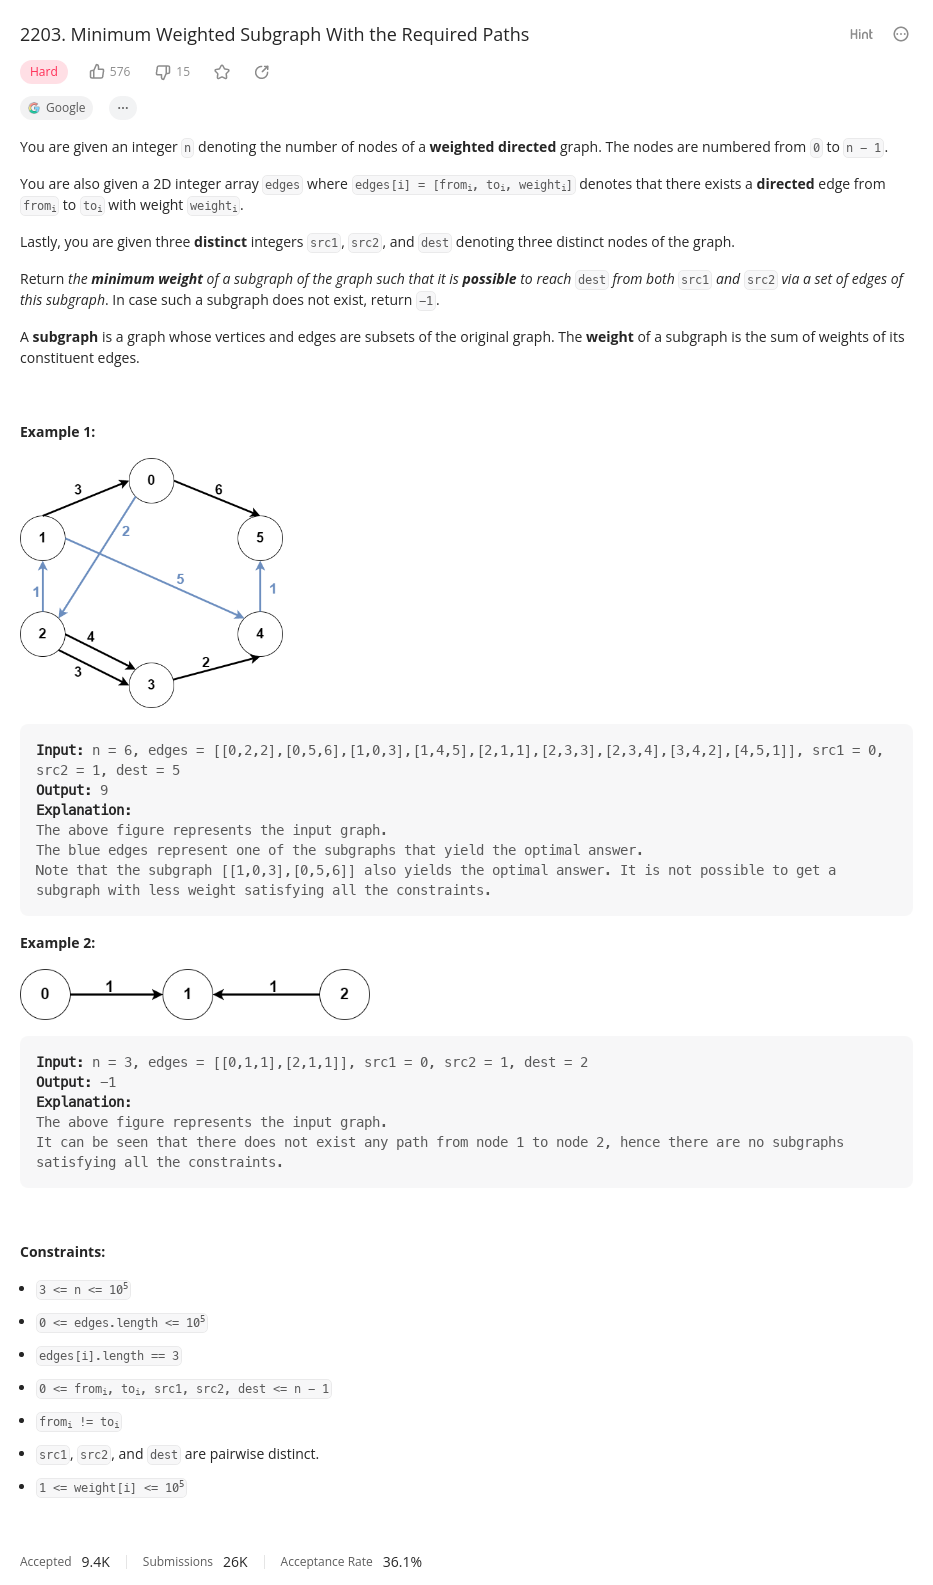 2203. Minimum Weighted Subgraph With the Required Paths
Hint
Hard 576 15
Google ...
You are given an integer n denoting the number of nodes of a weighted directed graph. The nodes are numbered from 0 to n - 1.
You are also given a 2D integer array edges where edges[i] = [fromᵢ, toᵢ, weightᵢ] denotes that there exists a directed edge from
fromᵢ to toᵢ with weight weightᵢ.
Lastly, you are given three distinct integers src1, src2, and dest denoting three distinct nodes of the graph.
Return the minimum weight of a subgraph of the graph such that it is possible to reach dest from both src1 and src2 via a set of edges of
this subgraph. In case such a subgraph does not exist, return -1.
A subgraph is a graph whose vertices and edges are subsets of the original graph. The weight of a subgraph is the sum of weights of its
constituent edges.
Example 1:
0
3
6
1
2
5
5
1
1
2
4
4
3
2
3
Input: n = 6, edges = [[0,2,2],[0,5,6],[1,0,3],[1,4,5],[2,1,1],[2,3,3],[2,3,4],[3,4,2],[4,5,1]], src1 = 0,
src2 = 1, dest = 5
Output: 9
Explanation:
The above figure represents the input graph.
The blue edges represent one of the subgraphs that yield the optimal answer.
Note that the subgraph [[1,0,3],[0,5,6]] also yields the optimal answer. It is not possible to get a
subgraph with less weight satisfying all the constraints.
Example 2:
0 1 1 1 2
Input: n = 3, edges = [[0,1,1],[2,1,1]], src1 = 0, src2 = 1, dest = 2
Output: -1
Explanation:
The above figure represents the input graph.
It can be seen that there does not exist any path from node 1 to node 2, hence there are no subgraphs
satisfying all the constraints.
Constraints:
• 3 <= n <= 10⁵
• 0 <= edges.length <= 10⁵
• edges[i].length == 3
• 0 <= fromᵢ, toᵢ, src1, src2, dest <= n - 1
• fromᵢ != toᵢ
• src1, src2, and dest are pairwise distinct.
• 1 <= weight[i] <= 10⁵
Accepted 9.4K Submissions 26K Acceptance Rate 36.1%